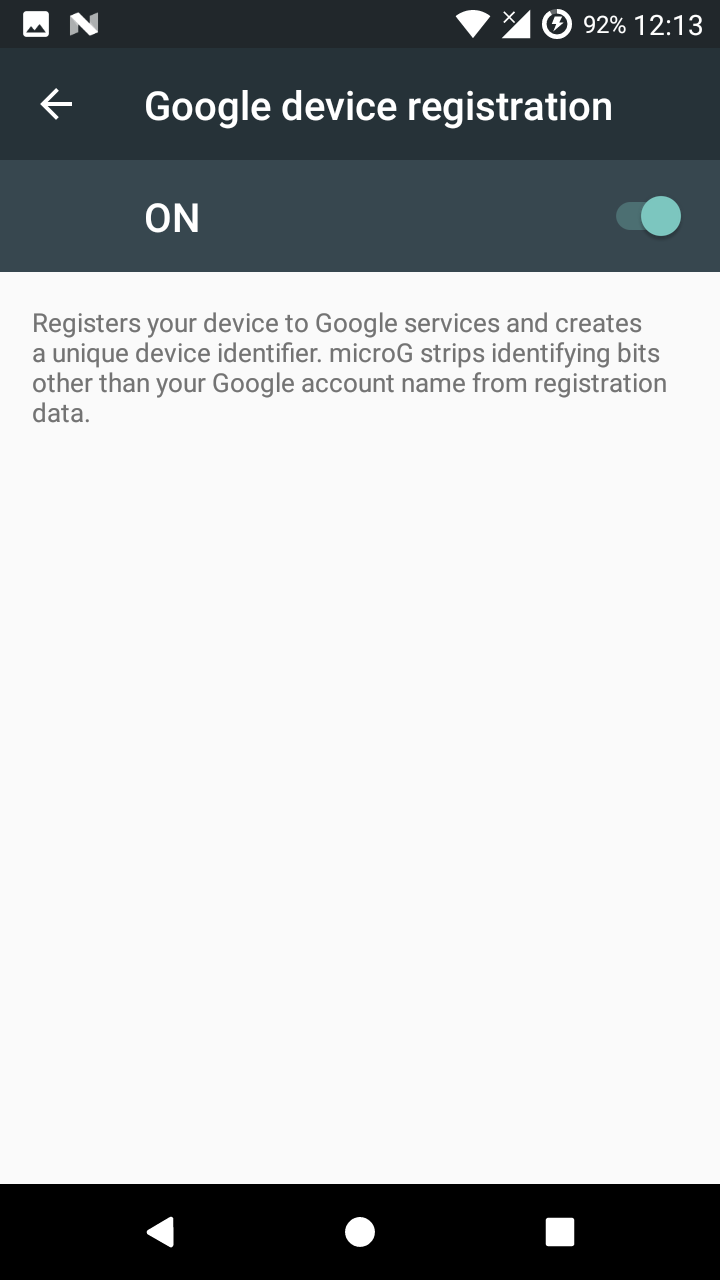 92% 12:13
Google device registration
ON
Registers your device to Google services and creates
a unique device identifier. microG strips identifying bits
other than your Google account name from registration
data.